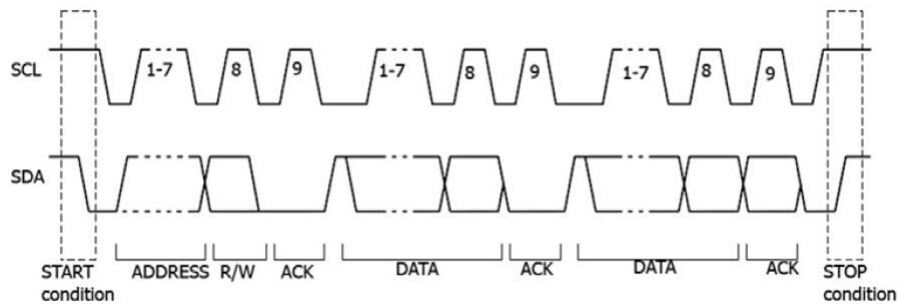 SCL 1-7 8 9 1-7 8 9 1-7 8 9
SDA
START ADDRESS R/W ACK DATA ACK DATA ACK STOP
condition condition